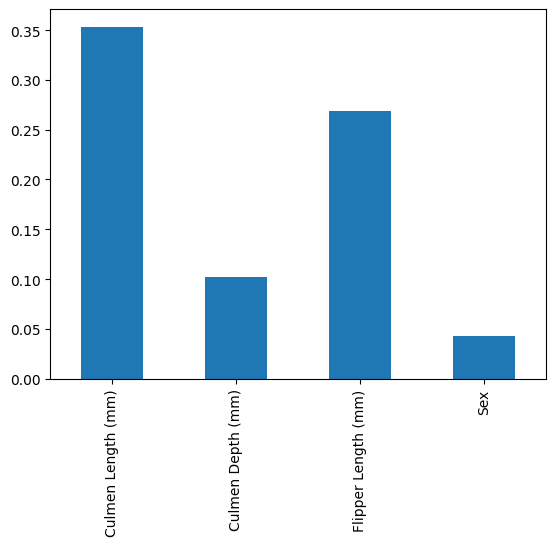 0.35
0.30
0.25
0.20
0.15
0.10
0.05
0.00
Culmen Length (mm)
Culmen Depth (mm)
Flipper Length (mm)
Sex